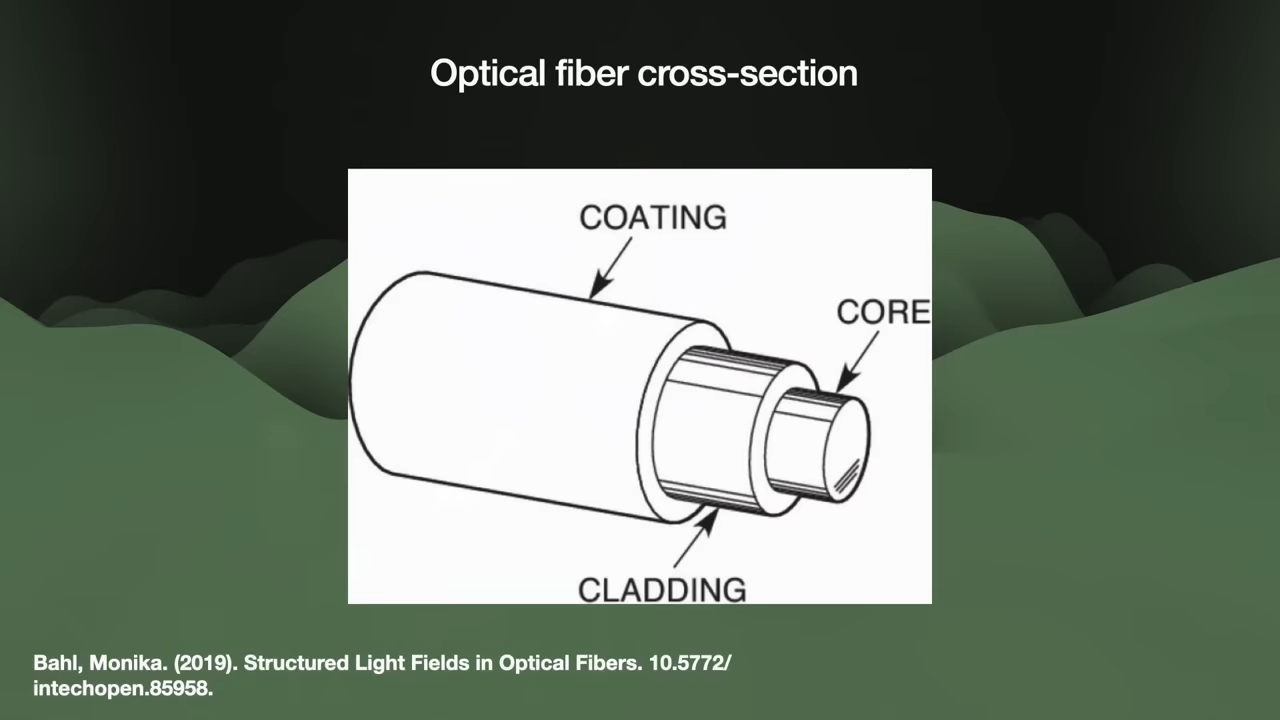 Optical fiber cross-section
COATING
CORE
CLADDING
Bahl, Monika. (2019). Structured Light Fields in Optical Fibers. 10.5772/
intechopen.85958.